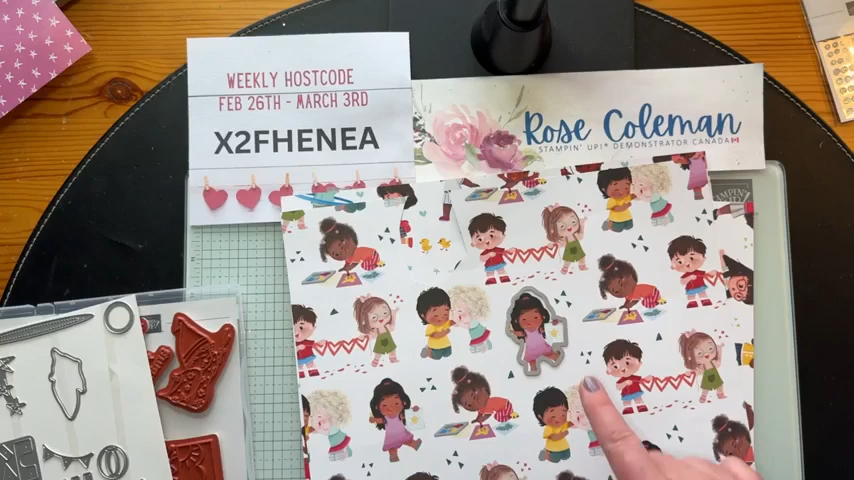 WEEKLY HOSTCODE
FEB 26TH - MARCH 3RD
X2FHENEA
Rose Coleman
STAMPIN' UP!® DEMONSTRATOR CANADA